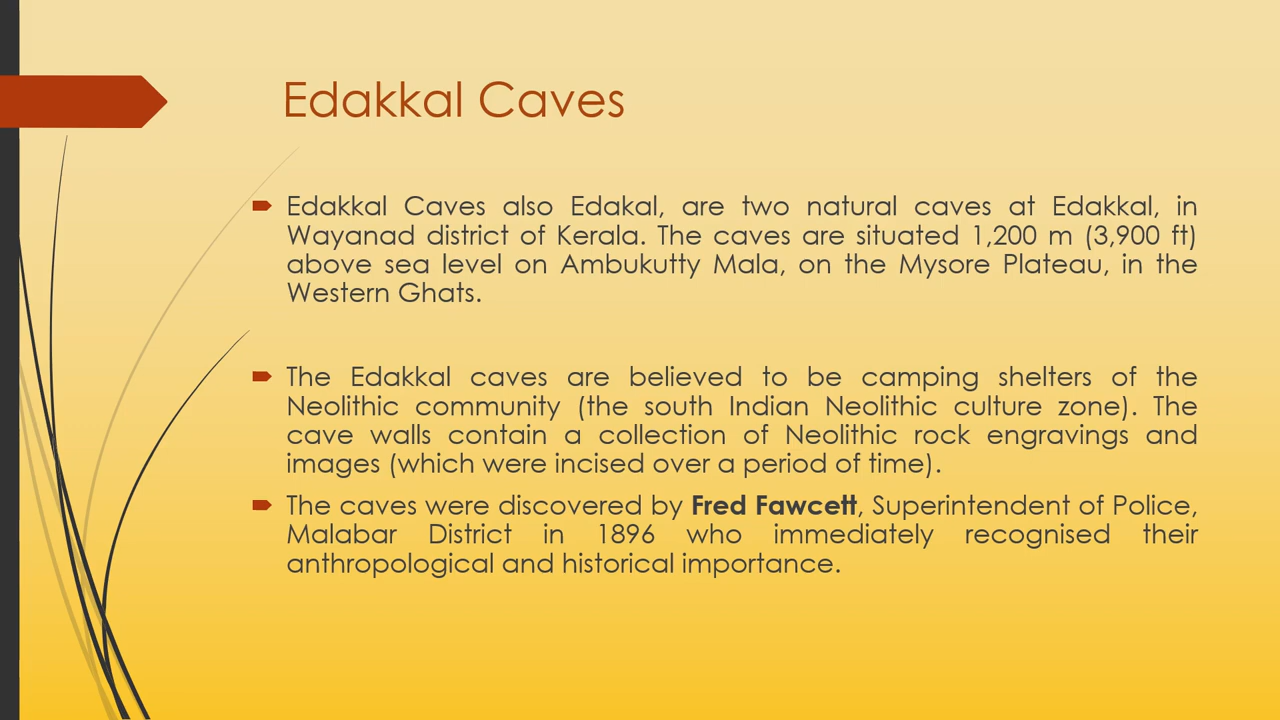 Edakkal Caves
Edakkal Caves also Edakal, are two natural caves at Edakkal, in
Wayanad district of Kerala. The caves are situated 1,200 m (3,900 ft)
above sea level on Ambukutty Mala, on the Mysore Plateau, in the
Western Ghats.
The Edakkal caves are believed to be camping shelters of the
Neolithic community (the south Indian Neolithic culture zone). The
cave walls contain a collection of Neolithic rock engravings and
images (which were incised over a period of time).
The caves were discovered by Fred Fawcett, Superintendent of Police,
Malabar District in 1896 who immediately recognised their
anthropological and historical importance.